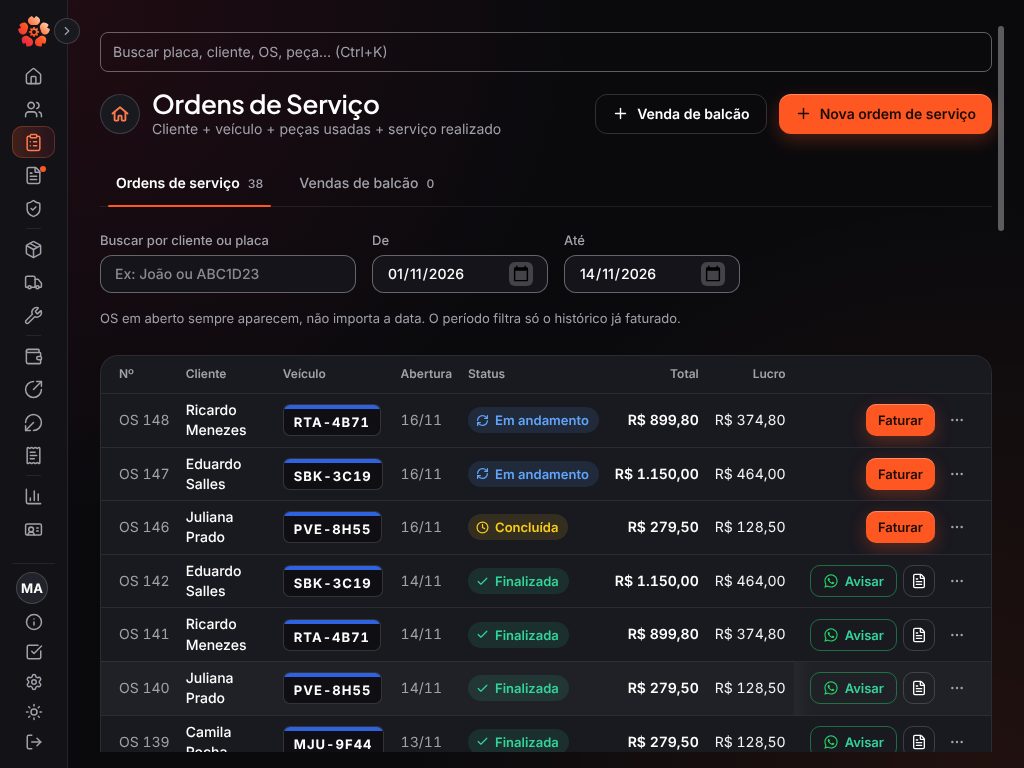 Buscar placa, cliente, OS, peça... (Ctrl+K)
Ordens de Serviço
Cliente + veículo + peças usadas + serviço realizado
+ Venda de balcão
+ Nova ordem de serviço
Ordens de serviço 38
Vendas de balcão 0
Buscar por cliente ou placa
De
Até
Ex: João ou ABC1D23
01/11/2026
14/11/2026
OS em aberto sempre aparecem, não importa a data. O período filtra só o histórico já faturado.
Nº Cliente Veículo Abertura Status Total Lucro
OS 148 Ricardo Menezes RTA-4B71 16/11 Em andamento R$ 899,80 R$ 374,80 Faturar ...
OS 147 Eduardo Salles SBK-3C19 16/11 Em andamento R$ 1.150,00 R$ 464,00 Faturar ...
OS 146 Juliana Prado PVE-8H55 16/11 Concluída R$ 279,50 R$ 128,50 Faturar ...
OS 142 Eduardo Salles SBK-3C19 14/11 Finalizada R$ 1.150,00 R$ 464,00 Avisar ...
OS 141 Ricardo Menezes RTA-4B71 14/11 Finalizada R$ 899,80 R$ 374,80 Avisar ...
OS 140 Juliana Prado PVE-8H55 14/11 Finalizada R$ 279,50 R$ 128,50 Avisar ...
OS 139 Camila Rocha MJU-9F44 13/11 Finalizada R$ 279,50 R$ 128,50 Avisar ...
MA